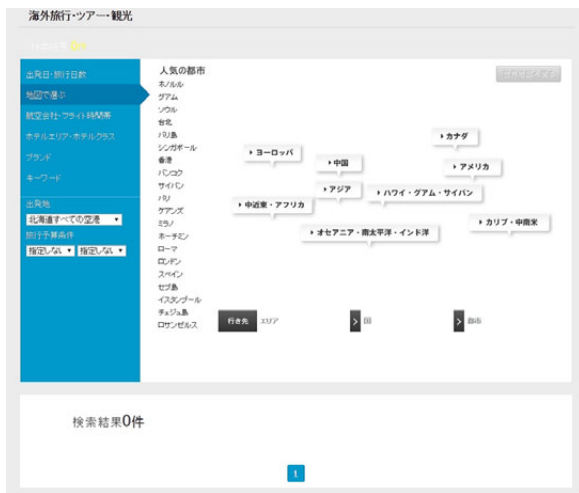 海外旅行・ツアー・観光
出発日・旅行日数
地図で選ぶ
航空会社・フライト時間帯
ホテルエリア・ホテルクラス
ブランド
キーワード
出発地
北海道すべての空港
旅行予算条件
指定しない 指定しない
人気の都市
ホノルル
グアム
ソウル
台北
バリ島
シンガポール
香港
バンコク
サイパン
パリ
ケアンズ
ミラノ
ホーチミン
ローマ
ロンドン
スペイン
セブ島
イスタンブール
チェジュ島
ロサンゼルス
カナダ
ヨーロッパ
中国
アメリカ
アジア
ハワイ・グアム・サイパン
中近東・アフリカ
カリブ・中南米
オセアニア・南太平洋・インド洋
行き先 エリア > 国 > 都市
検索結果0件
1